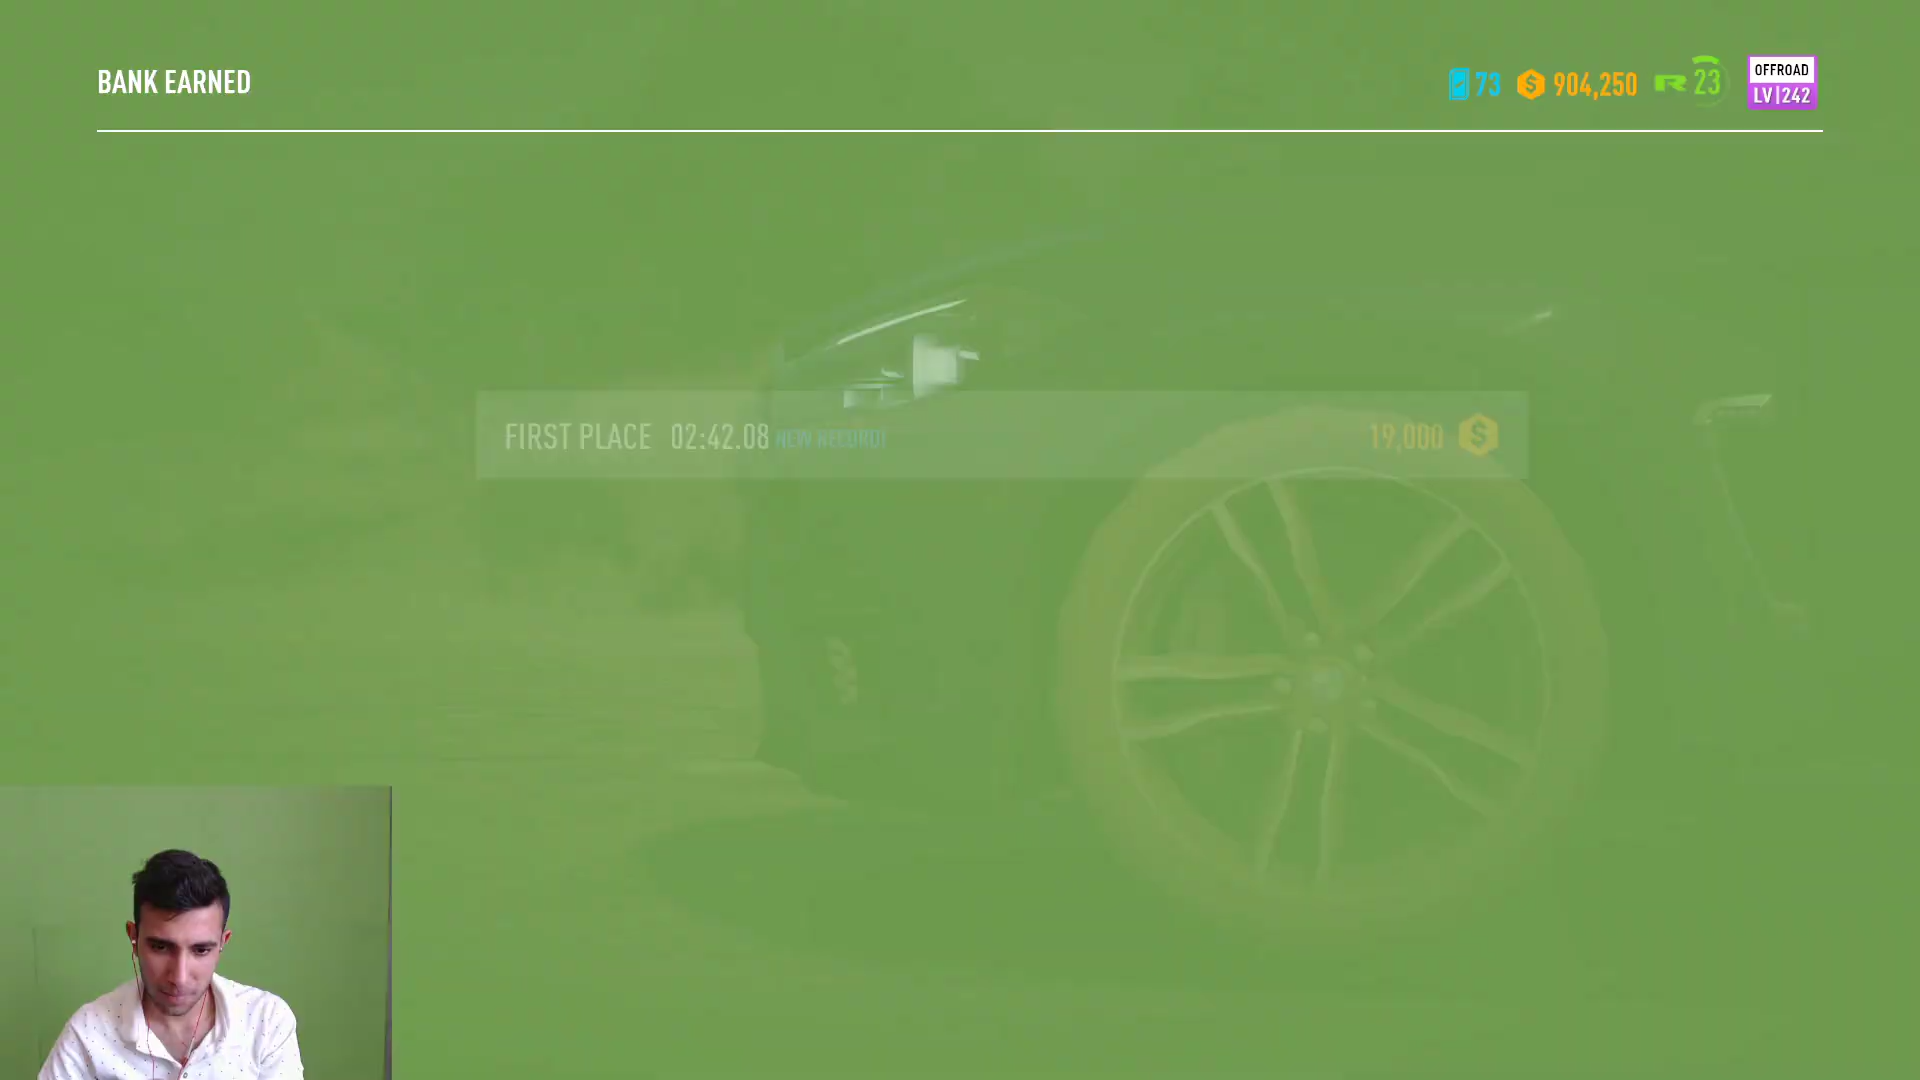 BANK EARNED
73 904,250 R 23 OFFROAD
LV|242
FIRST PLACE 02:42.08 NEW RECORD! 19,000